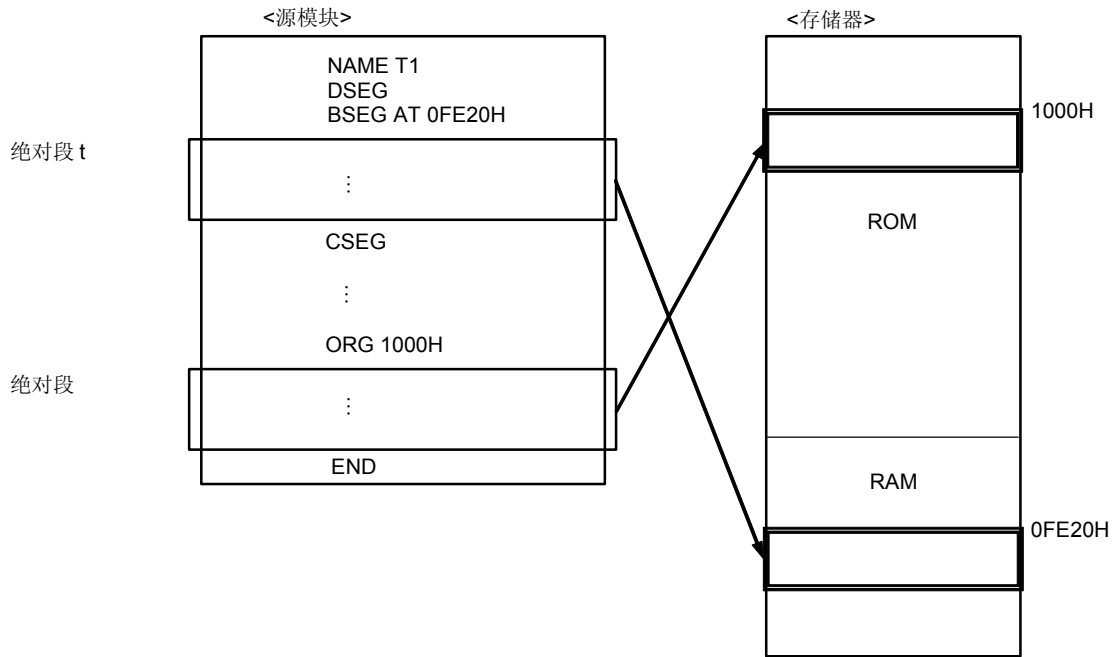 <源模块>
NAME T1
DSEG
BSEG AT 0FE20H
绝对段 t
⋮
CSEG
⋮
ORG 1000H
绝对段
⋮
END
<存储器>
1000H
ROM
RAM
0FE20H